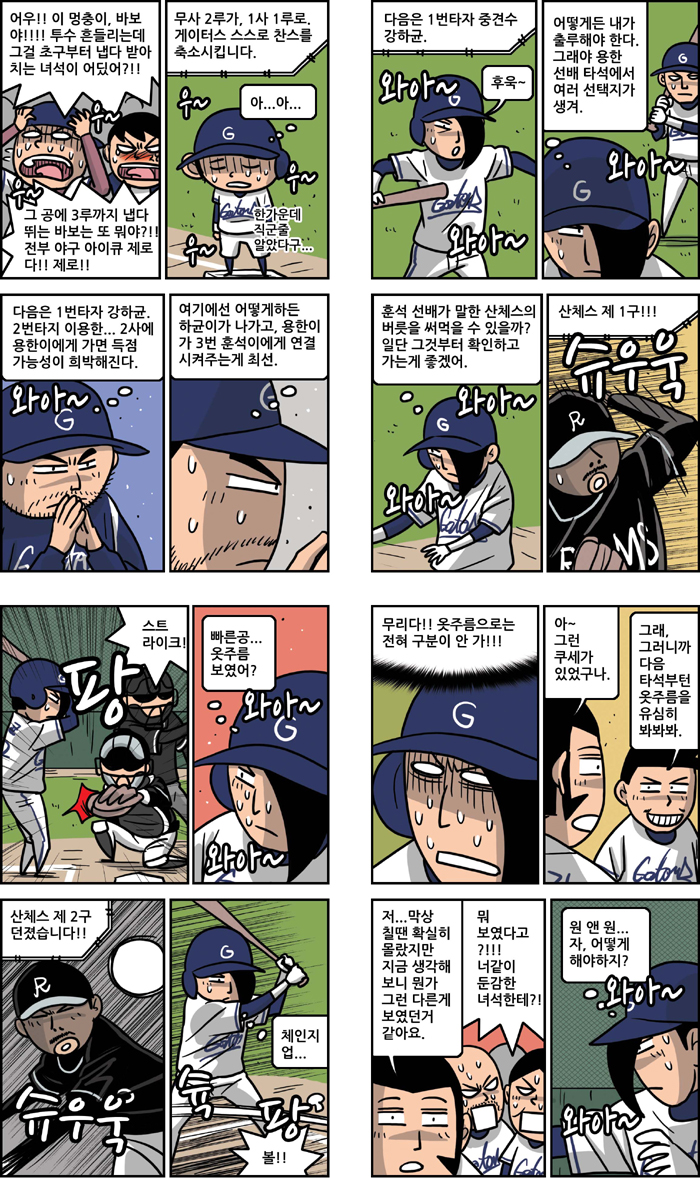 어우!! 이 멍충이, 바보
야!!!! 투수 흔들리는데
그걸 초구부터 냅다 받아
치는 녀석이 어딨어?!!
우~
우~
그 공에 3루까지 냅다
뛰는 바보는 또 뭐야?!!
전부 야구 아이큐 제로
다!! 제로!!
무사 2루가, 1사 1루로.
게이터스 스스로 찬스를
축소시킵니다.
우~
아...아...
G
우~
Gators
한가운데
직군줄
알았다구...
우~
다음은 1번타자 강하균.
2번타지 이용한... 2사에
용한이에게 가면 득점
가능성이 희박해진다.
와아~
G
여기에선 어떻게하든
하균이가 나가고, 용한이
가 3번 훈석이에게 연결
시켜주는게 최선.
G
다음은 1번타자 중견수
강하균.
와아~
후욱~
G
Gators
와아~
어떻게든 내가
출루해야 한다.
그래야 용한
선배 타석에서
여러 선택지가
생겨.
G
와아~
G
훈석 선배가 말한 산체스의
버릇을 써먹을 수 있을까?
일단 그것부터 확인하고
가는게 좋겠어.
와아~
G
와아~
Gators
산체스 제 1구!!!
슈우욱
R
R MS
스트
라이크!
팡
G
빠른공...
옷주름
보였어?
와아~
G
와아~
산체스 제 2구
던졌습니다!!
R
슈우욱
G
체인지
업...
슉
팡
볼!!
무리다!! 옷주름으로는
전혀 구분이 안 가!!!
G
아~
그런
쿠세가
있었구나.
그래,
그러니까
다음
타석부턴
옷주름을
유심히
봐봐봐.
Gators
저...막상
칠땐 확실히
몰랐지만
지금 생각해
보니 뭔가
그런 다른게
보였던거
같아요.
뭐
보였다고
?!!!
너같이
둔감한
녀석한테?!
원 앤 원...
자, 어떻게
해야하지?
와아~
와아~